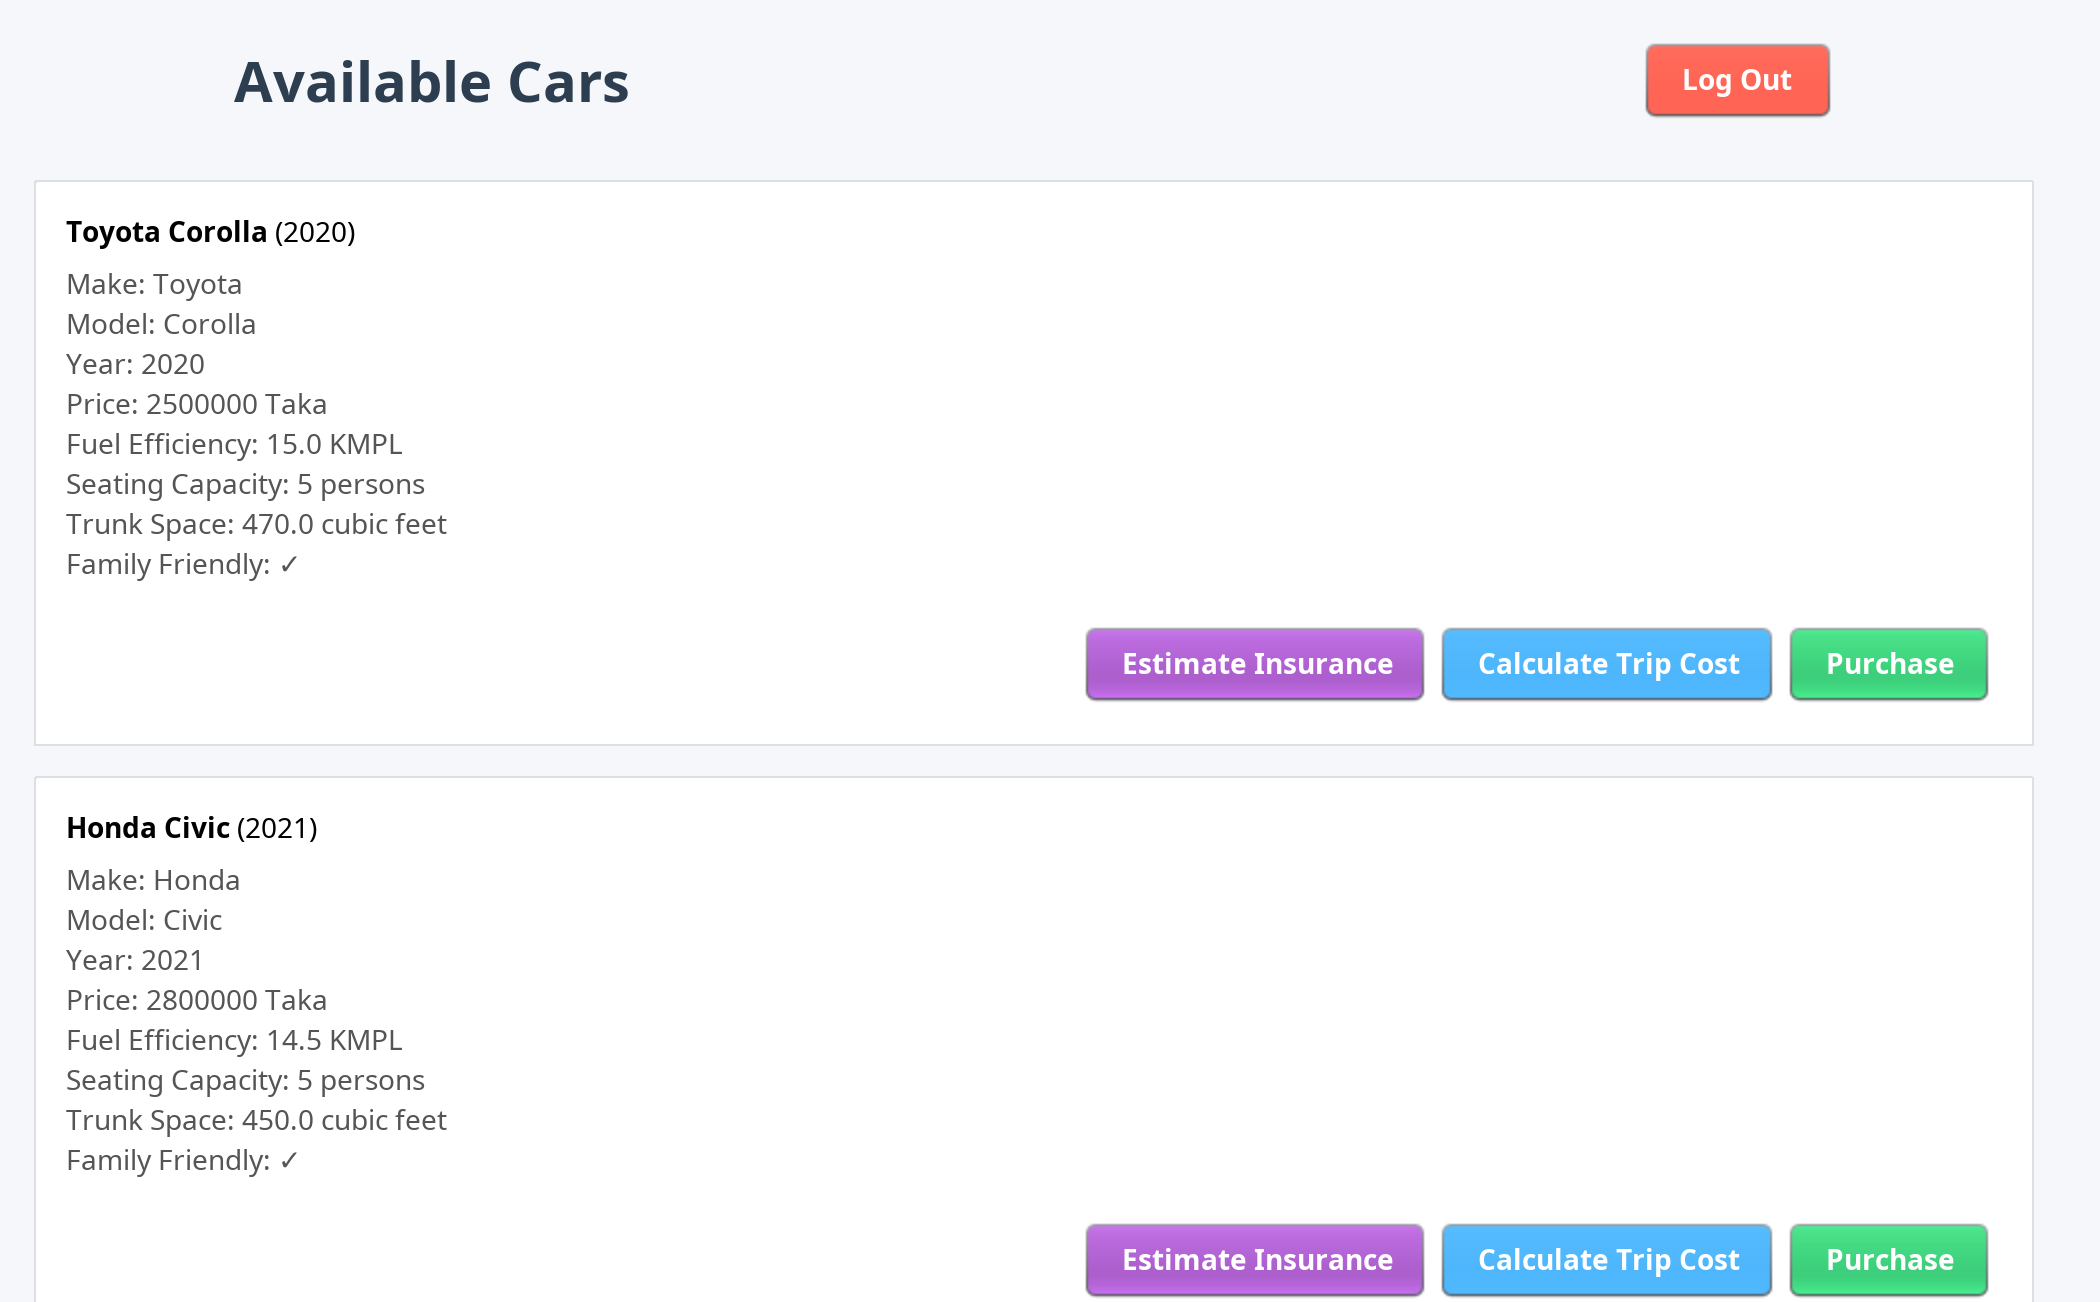 Available Cars
Log Out
Toyota Corolla (2020)
Make: Toyota
Model: Corolla
Year: 2020
Price: 2500000 Taka
Fuel Efficiency: 15.0 KMPL
Seating Capacity: 5 persons
Trunk Space: 470.0 cubic feet
Family Friendly: ✓
Estimate Insurance
Calculate Trip Cost
Purchase
Honda Civic (2021)
Make: Honda
Model: Civic
Year: 2021
Price: 2800000 Taka
Fuel Efficiency: 14.5 KMPL
Seating Capacity: 5 persons
Trunk Space: 450.0 cubic feet
Family Friendly: ✓
Estimate Insurance
Calculate Trip Cost
Purchase